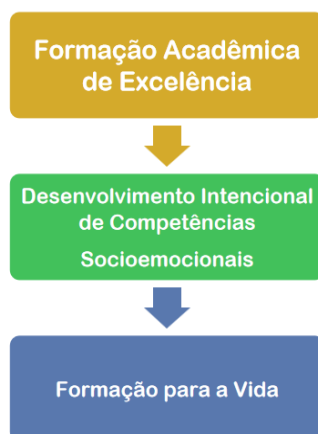 Formação Acadêmica
de Excelência
Desenvolvimento Intencional
de Competências
Socioemocionais
Formação para a Vida